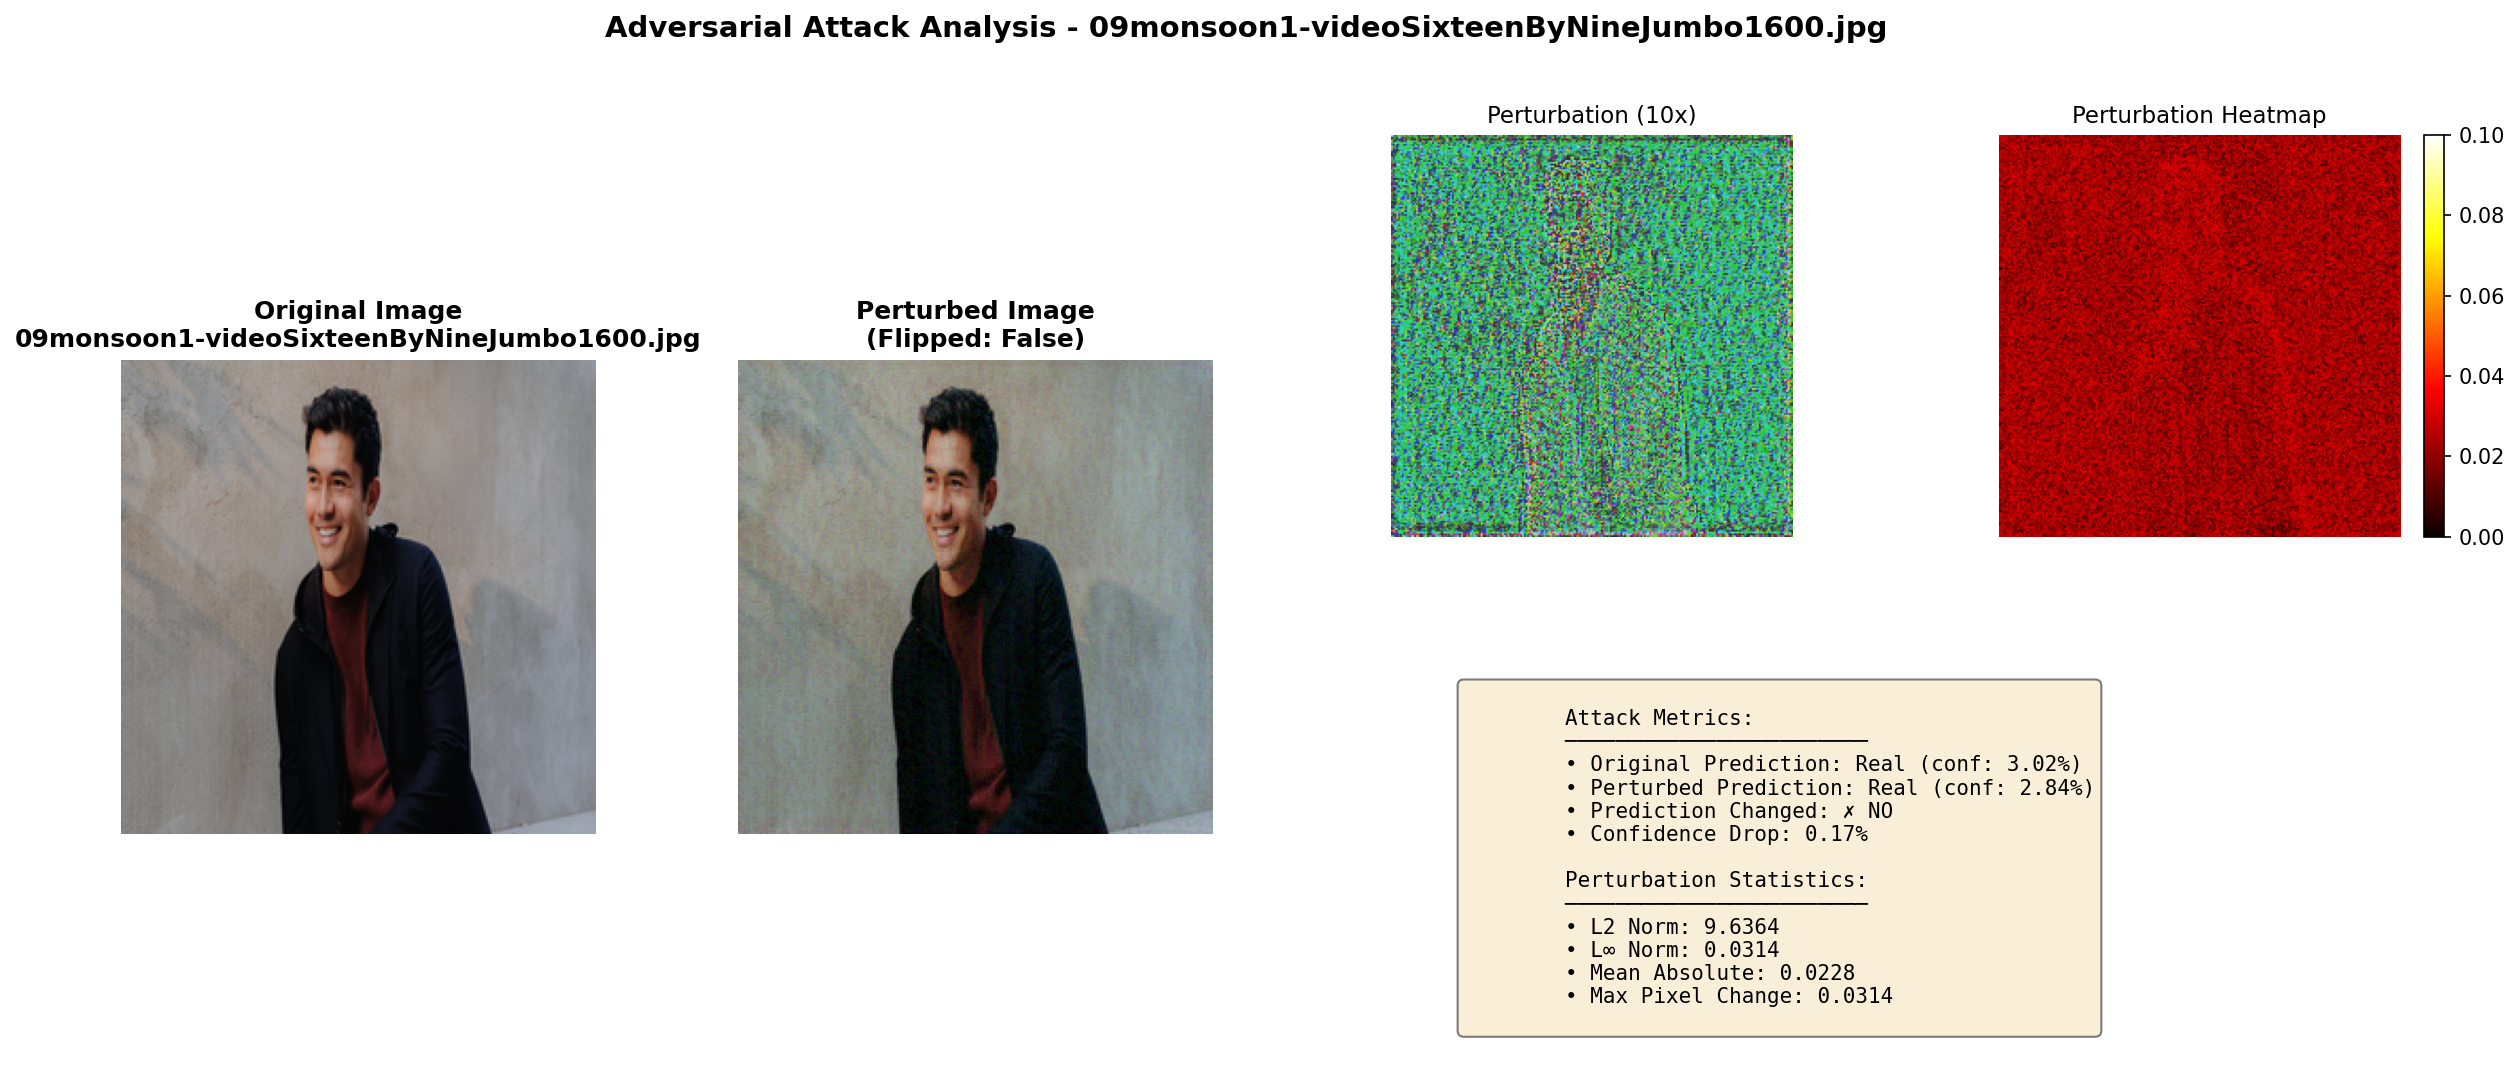 Adversarial Attack Analysis - 09monsoon1-videoSixteenByNineJumbo1600.jpg
Original Image
09monsoon1-videoSixteenByNineJumbo1600.jpg
Perturbed Image
(Flipped: False)
Perturbation (10x)
Perturbation Heatmap
0.10
0.08
0.06
0.04
0.02
0.00
Attack Metrics:
• Original Prediction: Real (conf: 3.02%)
• Perturbed Prediction: Real (conf: 2.84%)
• Prediction Changed: ✗ NO
• Confidence Drop: 0.17%
Perturbation Statistics:
• L2 Norm: 9.6364
• L∞ Norm: 0.0314
• Mean Absolute: 0.0228
• Max Pixel Change: 0.0314